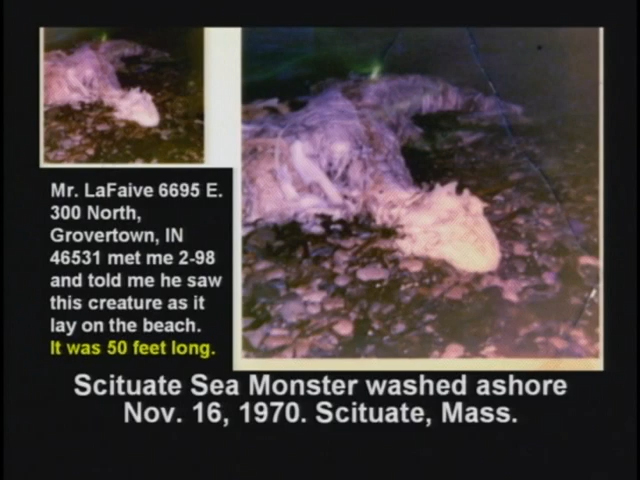 Mr. LaFaive 6695 E.
300 North,
Grovertown, IN
46531 met me 2-98
and told me he saw
this creature as it
lay on the beach.
It was 50 feet long.
Scituate Sea Monster washed ashore
Nov. 16, 1970. Scituate, Mass.